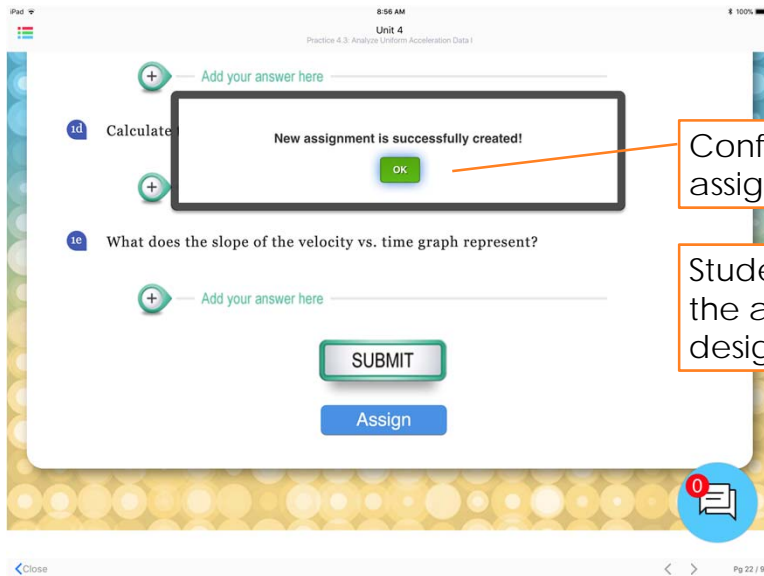 iPad
8:56 AM
100%
Unit 4
Practice 4.3: Analyze Uniform Acceleration Data I
+ Add your answer here
1d Calculate
New assignment is successfully created!
OK
+
1e What does the slope of the velocity vs. time graph represent?
+ Add your answer here
SUBMIT
Assign
0
Close
Pg 22 / 9
Conf
assig
Stude
the a
desig